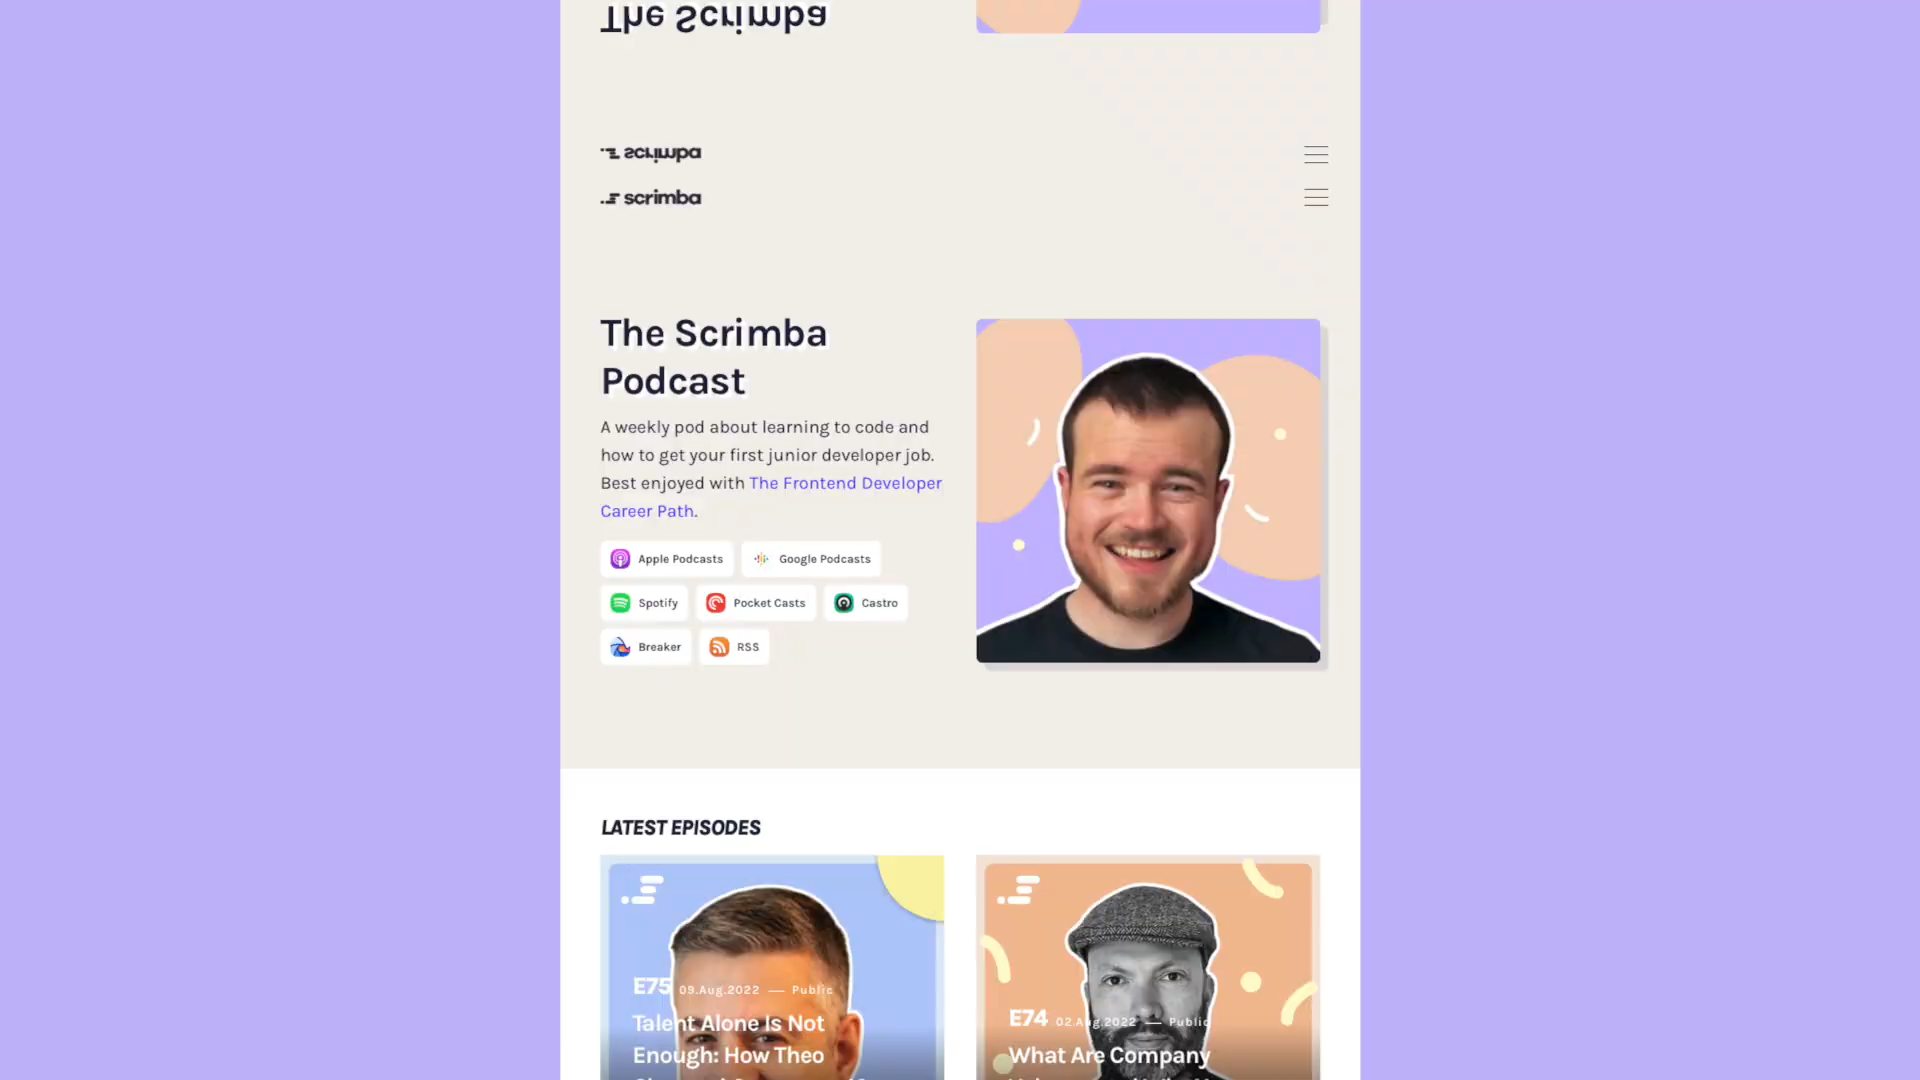 The Scrimba
scrimba
scrimba
The Scrimba
Podcast
A weekly pod about learning to code and
how to get your first junior developer job.
Best enjoyed with The Frontend Developer
Career Path.
Apple Podcasts
Google Podcasts
Spotify
Pocket Casts
Castro
Breaker
RSS
LATEST EPISODES
E75 09.Aug.2022 — Public
Talent Alone Is Not
Enough: How Theo
E74 02.Aug.2022 — Public
What Are Company